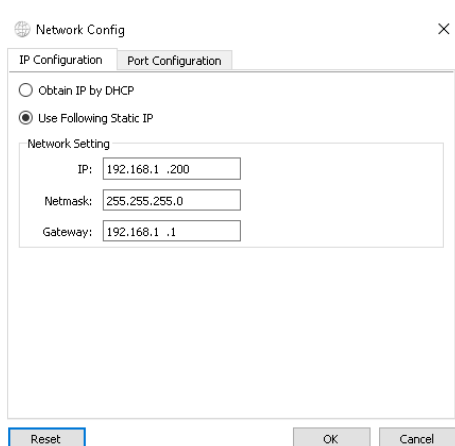 Network Config
IP Configuration Port Configuration
Obtain IP by DHCP
Use Following Static IP
Network Setting
IP: 192.168.1 .200
Netmask: 255.255.255.0
Gateway: 192.168.1 .1
Reset OK Cancel